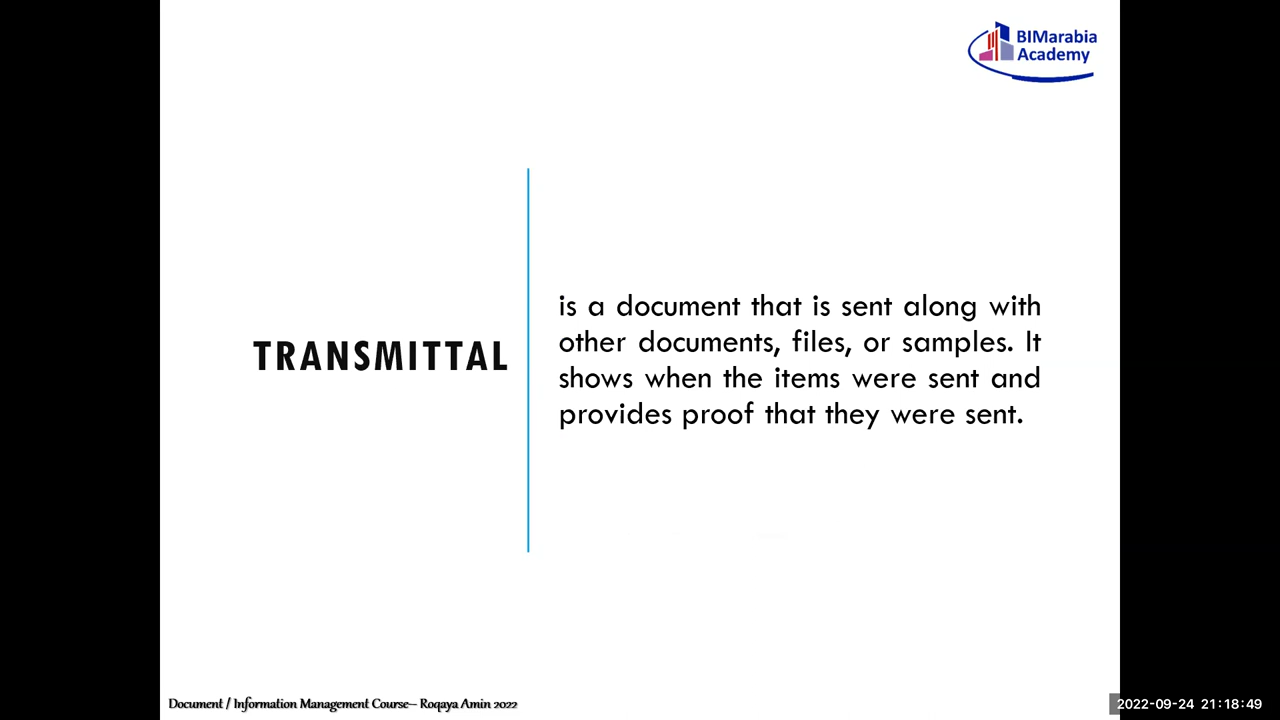 BIMarabia
Academy
TRANSMITTAL
is a document that is sent along with
other documents, files, or samples. It
shows when the items were sent and
provides proof that they were sent.
Document / Information Management Course– Roqaya Amin 2022
2022-09-24 21:18:49